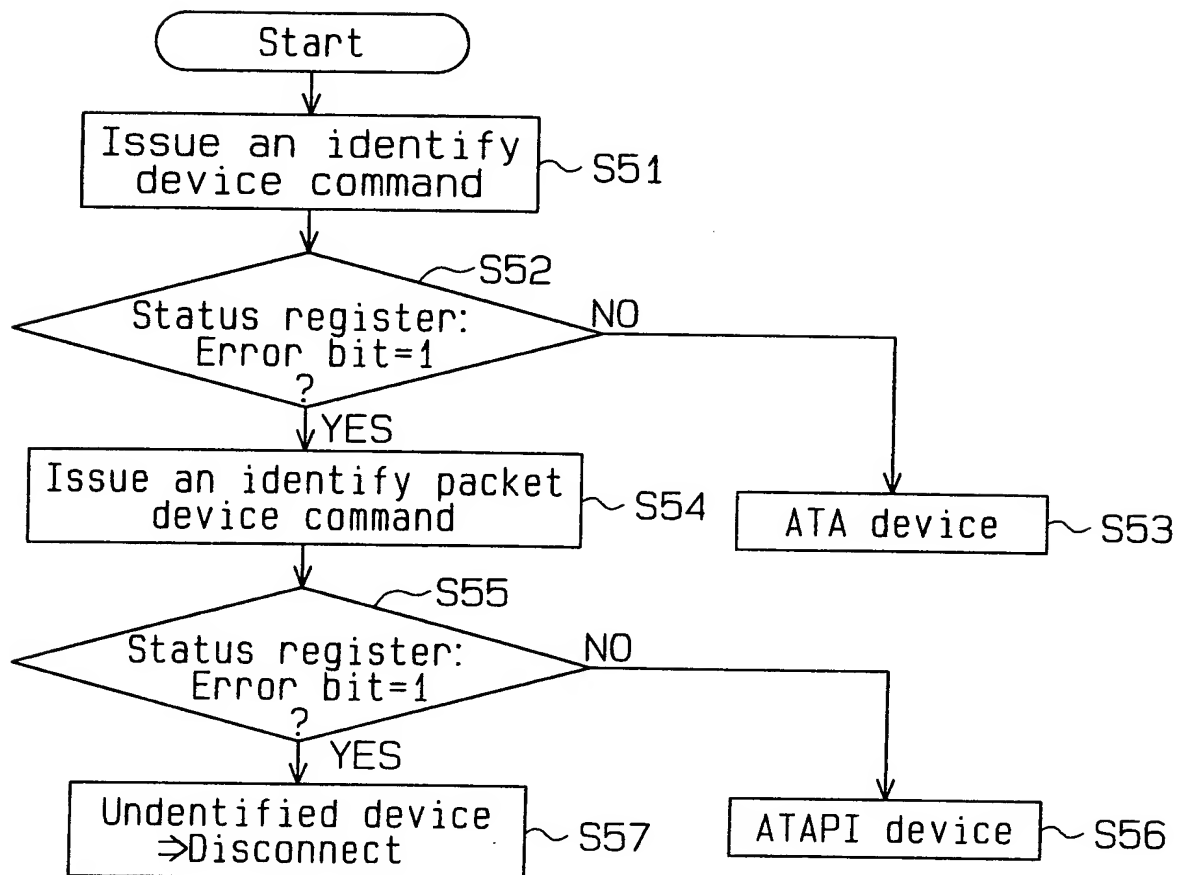 Start
Issue an identify
device command
S51
S52
Status register:
Error bit=1
?
NO
YES
Issue an identify packet
device command
S54
ATA device
S53
S55
Status register:
Error bit=1
?
NO
YES
Undentified device
⇒Disconnect
S57
ATAPI device
S56